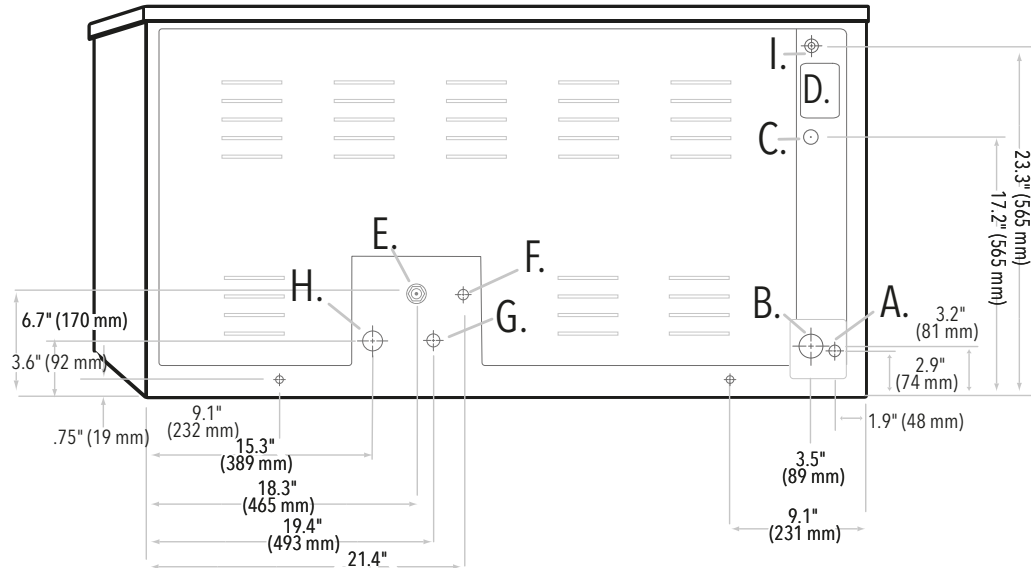 I.
D.
C.
23.3" (565 mm)
17.2" (565 mm)
E.
F.
H.
G.
B.
A.
6.7" (170 mm)
3.6" (92 mm)
3.2"
(81 mm)
2.9"
(74 mm)
.75" (19 mm)
9.1"
(232 mm)
15.3"
(389 mm)
18.3"
(465 mm)
19.4"
(493 mm)
21.4"
1.9" (48 mm)
3.5"
(89 mm)
9.1"
(231 mm)